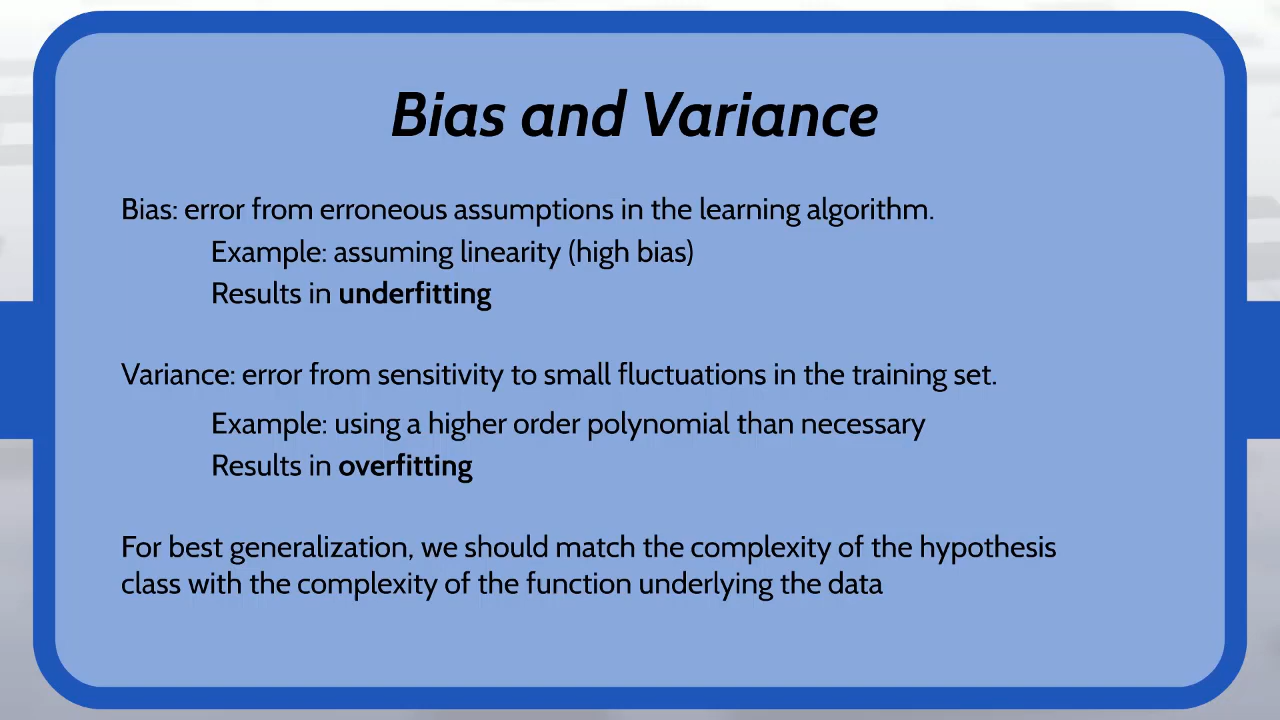 Bias and Variance
Bias: error from erroneous assumptions in the learning algorithm.
Example: assuming linearity (high bias)
Results in underfitting
Variance: error from sensitivity to small fluctuations in the training set.
Example: using a higher order polynomial than necessary
Results in overfitting
For best generalization, we should match the complexity of the hypothesis
class with the complexity of the function underlying the data